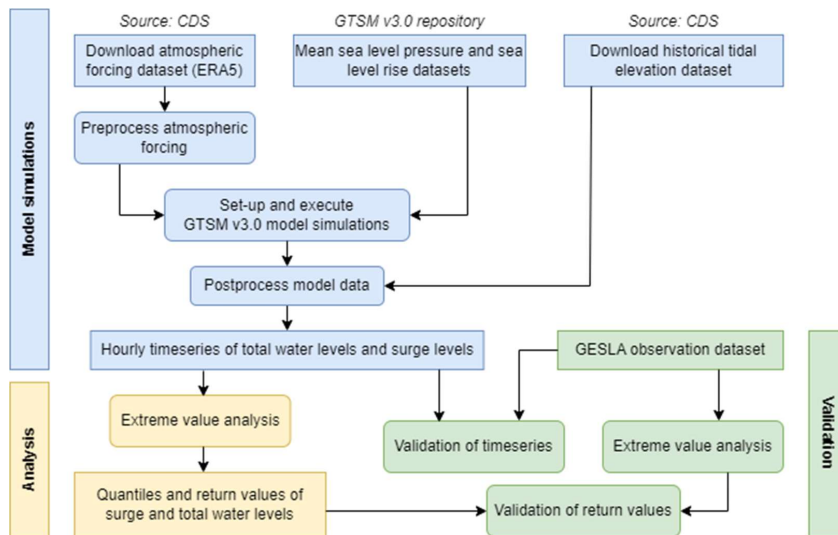 Source: CDS
GTSM v3.0 repository
Source: CDS
Download atmospheric
forcing dataset (ERA5)
Mean sea level pressure and sea
level rise datasets
Download historical tidal
elevation dataset
Preprocess atmospheric
forcing
Set-up and execute
GTSM v3.0 model simulations
Postprocess model data
Model simulations
Hourly timeseries of total water levels and surge levels
GESLA observation dataset
Extreme value analysis
Validation of timeseries
Extreme value analysis
Analysis
Validation
Quantiles and return values of
surge and total water levels
Validation of return values